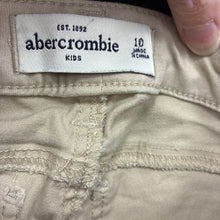 EST. 1892
abercrombie
KIDS
10
MADE
IN CHINA